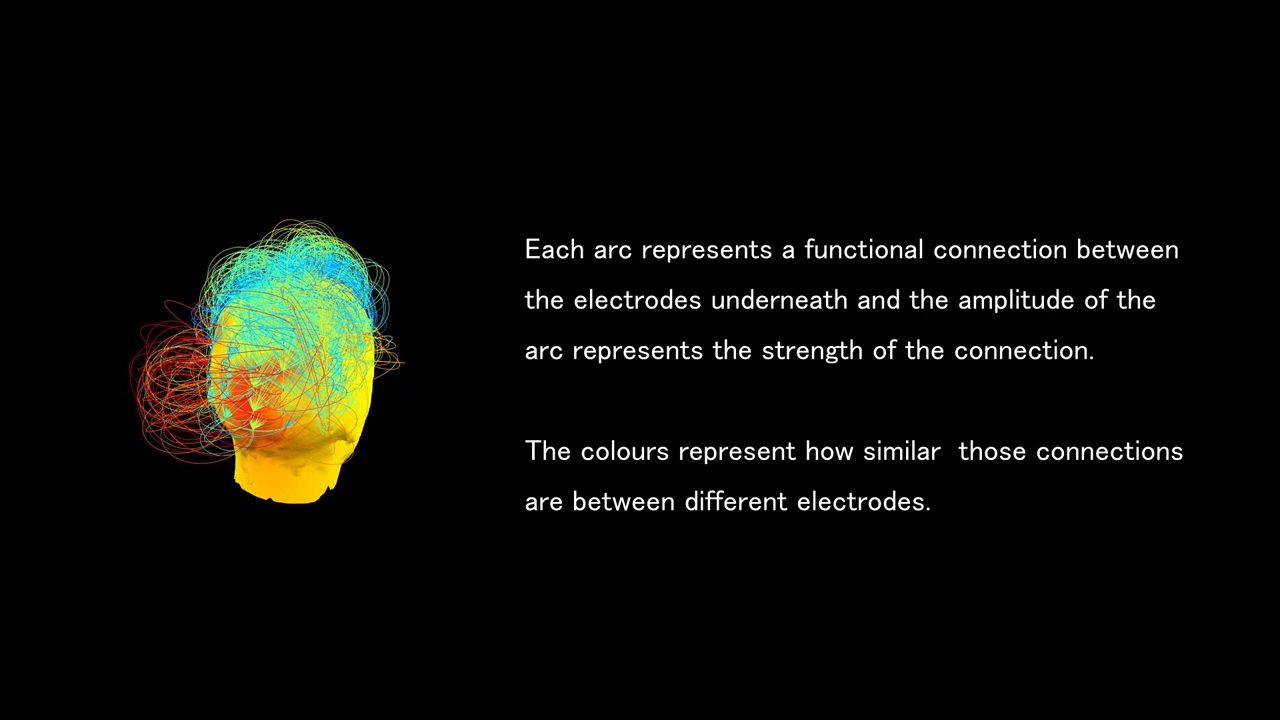 Each arc represents a functional connection between
the electrodes underneath and the amplitude of the
arc represents the strength of the connection.
The colours represent how similar  those connections
are between different electrodes.